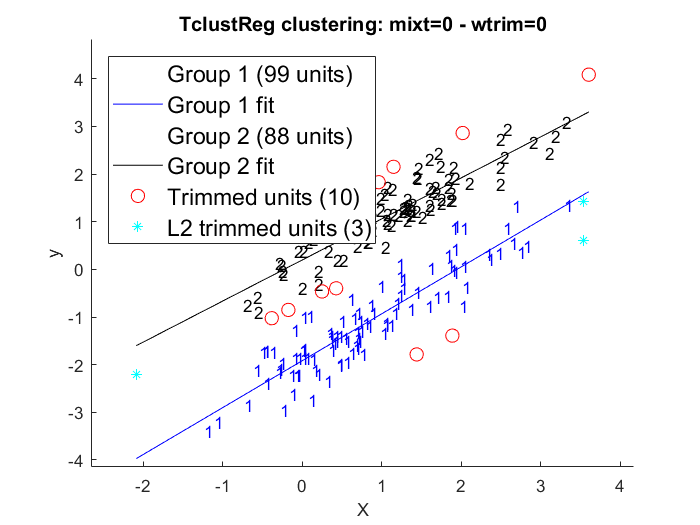 TclustReg clustering: mixt=0 - wtrim=0
Group 1 (99 units)
Group 1 fit
Group 2 (88 units)
Group 2 fit
Trimmed units (10)
L2 trimmed units (3)
y
4
3
2
1
0
-1
-2
-3
-4
-2
-1
0
1
2
3
4
X